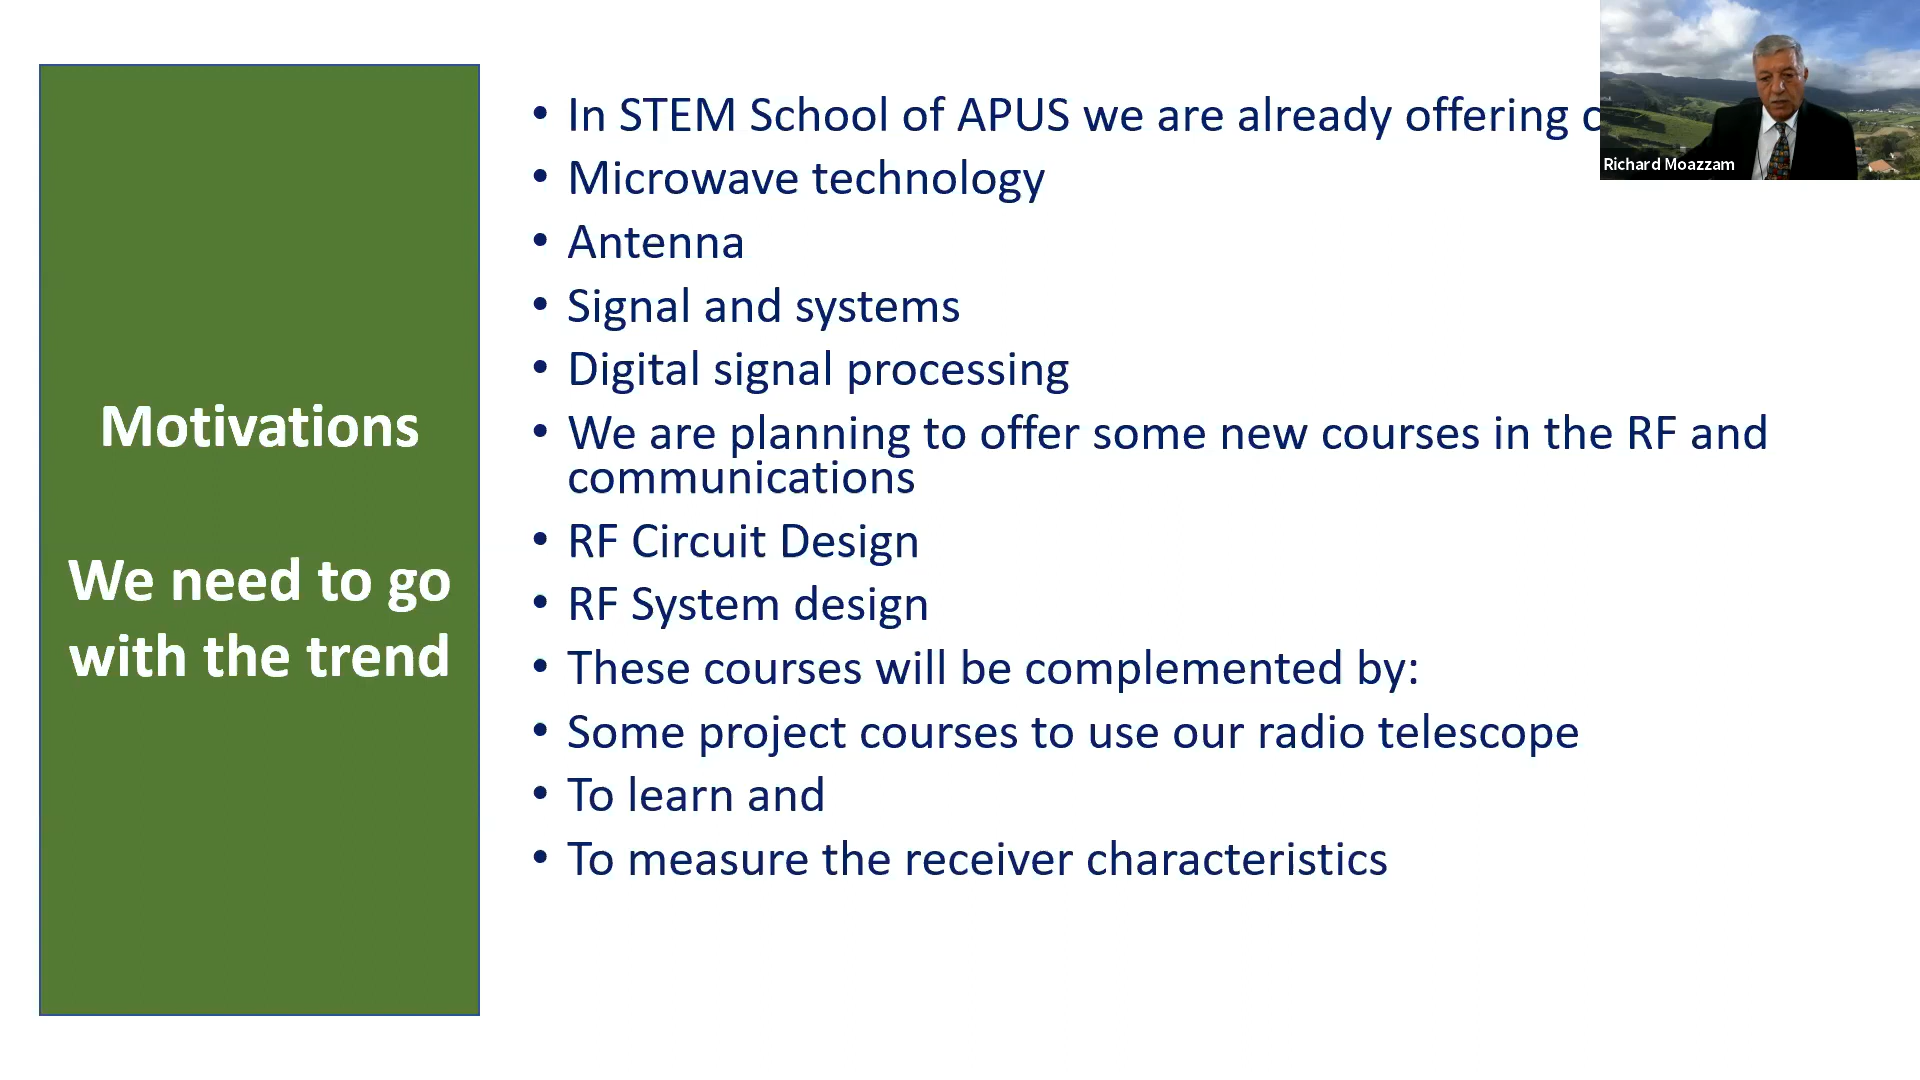 Motivations
We need to go
with the trend
• In STEM School of APUS we are already offering
• Microwave technology
• Antenna
• Signal and systems
• Digital signal processing
• We are planning to offer some new courses in the RF and
communications
• RF Circuit Design
• RF System design
• These courses will be complemented by:
• Some project courses to use our radio telescope
• To learn and
• To measure the receiver characteristics
Richard Moazzam